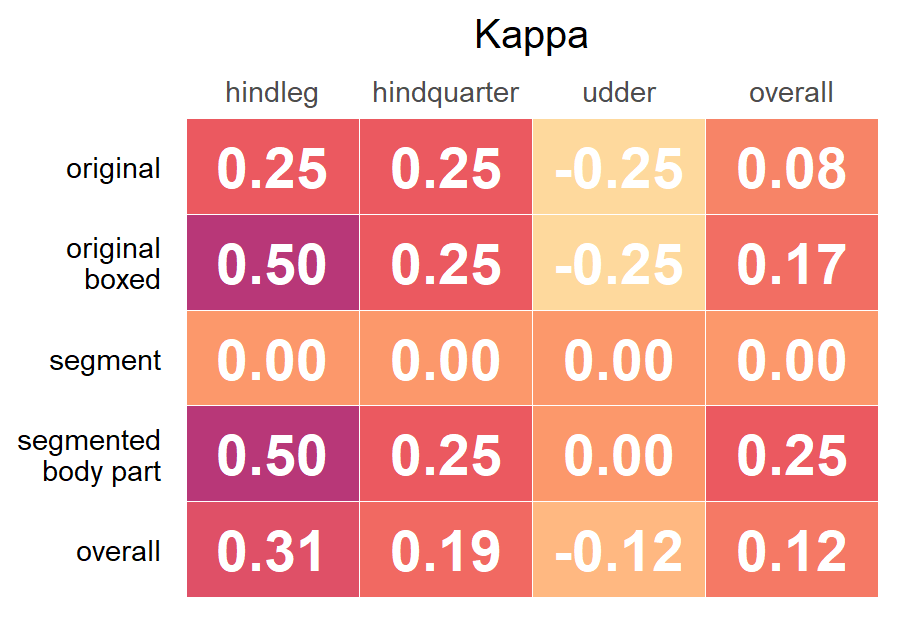 Kappa
hindleg hindquarter udder overall
original 0.25 0.25 -0.25 0.08
original
boxed 0.50 0.25 -0.25 0.17
segment 0.00 0.00 0.00 0.00
segmented
body part 0.50 0.25 0.00 0.25
overall 0.31 0.19 -0.12 0.12